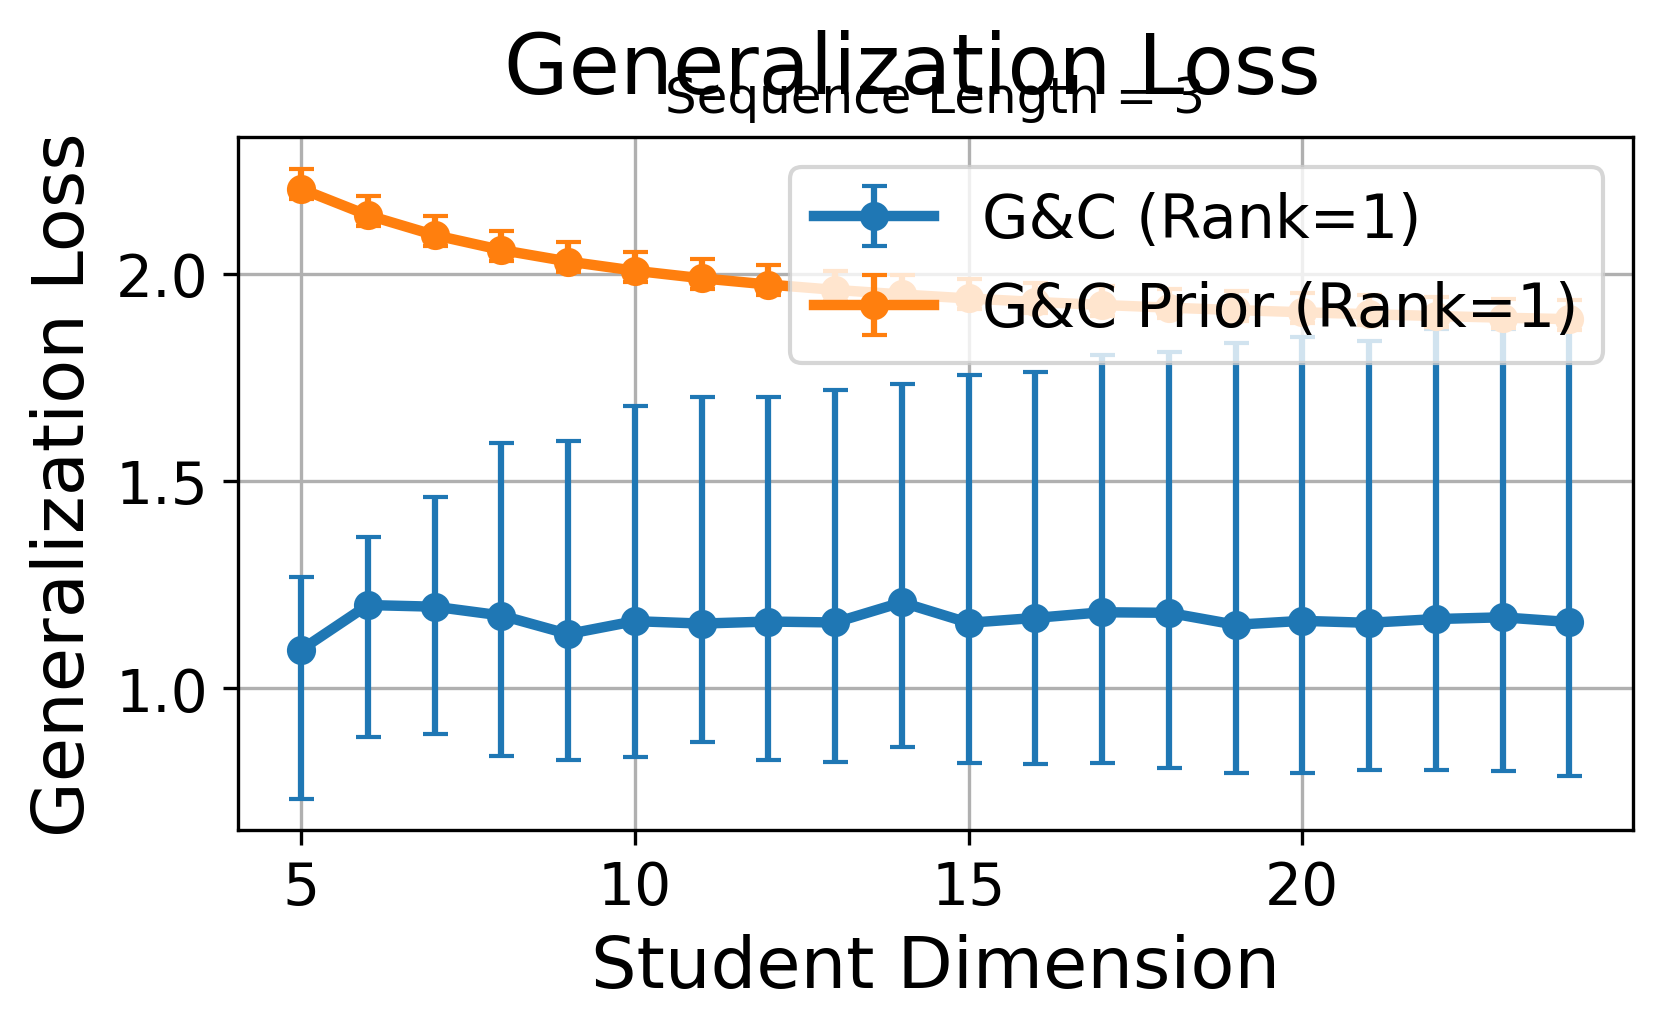 Generalization Loss
Sequence Length = 3
Generalization Loss
2.0
1.5
1.0
G&C (Rank=1)
G&C Prior (Rank=1)
5
10
15
20
Student Dimension